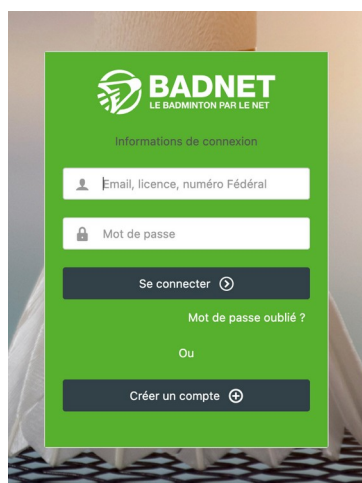 BADNET
LE BADMINTON PAR LE NET
Informations de connexion
Email, licence, numéro Fédéral
Mot de passe
Se connecter
Mot de passe oublié ?
Ou
Créer un compte